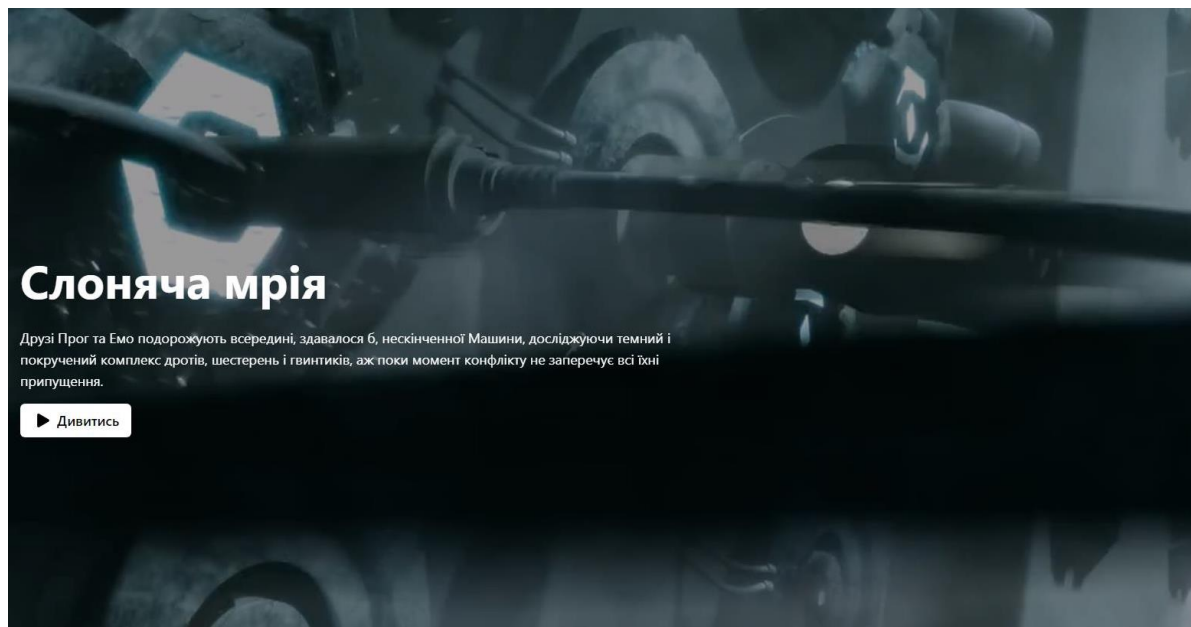 Слоняча мрія
Друзі Прог та Емо подорожують всередині, здавалося б, нескінченної Машини, досліджуючи темний і
покручений комплекс дротів, шестерень і гвинтиків, аж поки момент конфлікту не заперечує всі їхні
припущення.
Дивитись